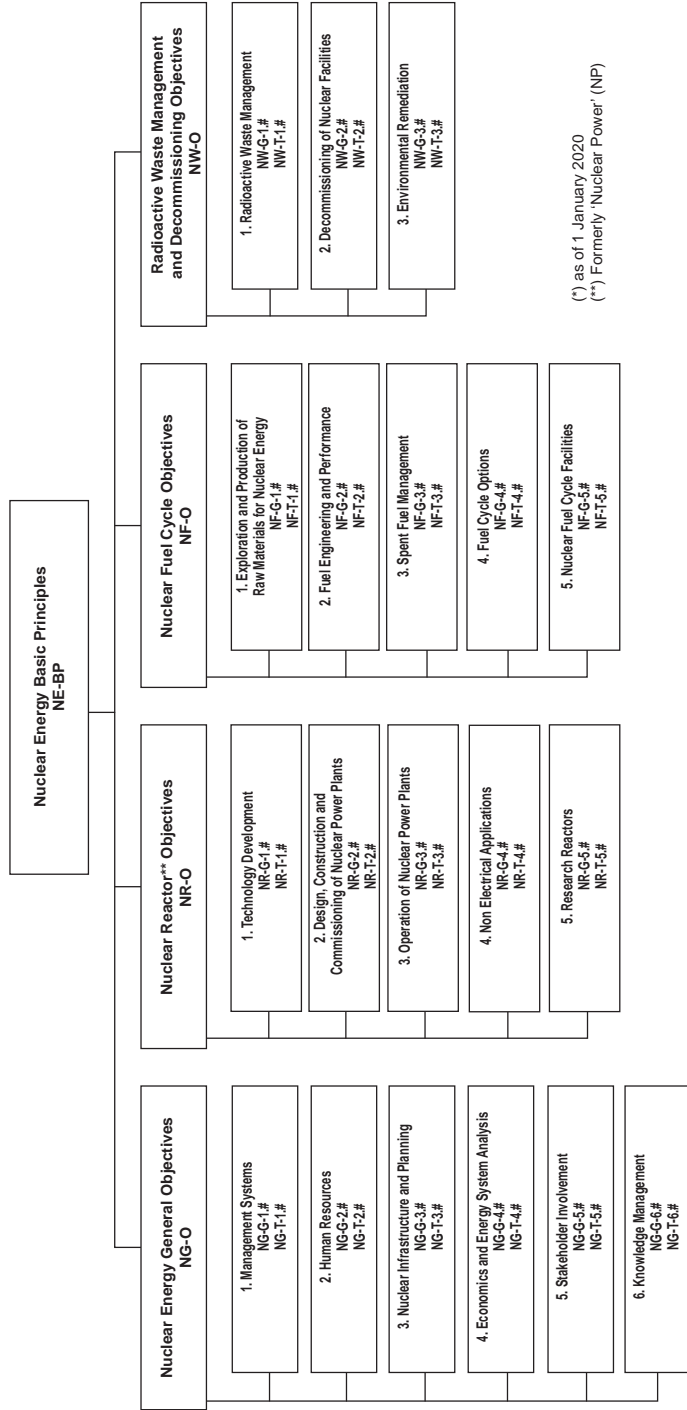 Nuclear Energy Basic Principles
NE-BP
Nuclear Energy General Objectives
NG-O
1. Management Systems
NG-G-1.#
NG-T-1.#
2. Human Resources
NG-G-2.#
NG-T-2.#
3. Nuclear Infrastructure and Planning
NG-G-3.#
NG-T-3.#
4. Economics and Energy System Analysis
NG-G-4.#
NG-T-4.#
5. Stakeholder Involvement
NG-G-5.#
NG-T-5.#
6. Knowledge Management
NG-G-6.#
NG-T-6.#
Nuclear Reactor** Objectives
NR-O
1. Technology Development
NR-G-1.#
NR-T-1.#
2. Design, Construction and
Commissioning of Nuclear Power Plants
NR-G-2.#
NR-T-2.#
3. Operation of Nuclear Power Plants
NR-G-3.#
NR-T-3.#
4. Non Electrical Applications
NR-G-4.#
NR-T-4.#
5. Research Reactors
NR-G-5.#
NR-T-5.#
Nuclear Fuel Cycle Objectives
NF-O
1. Exploration and Production of
Raw Materials for Nuclear Energy
NF-G-1.#
NF-T-1.#
2. Fuel Engineering and Performance
NF-G-2.#
NF-T-2.#
3. Spent Fuel Management
NF-G-3.#
NF-T-3.#
4. Fuel Cycle Options
NF-G-4.#
NF-T-4.#
5. Nuclear Fuel Cycle Facilities
NF-G-5.#
NF-T-5.#
Radioactive Waste Management
and Decommissioning Objectives
NW-O
1. Radioactive Waste Management
NW-G-1.#
NW-T-1.#
2. Decommissioning of Nuclear Facilities
NW-G-2.#
NW-T-2.#
3. Environmental Remediation
NW-G-3.#
NW-T-3.#
(*) as of 1 January 2020
(**) Formerly ‘Nuclear Power’ (NP)